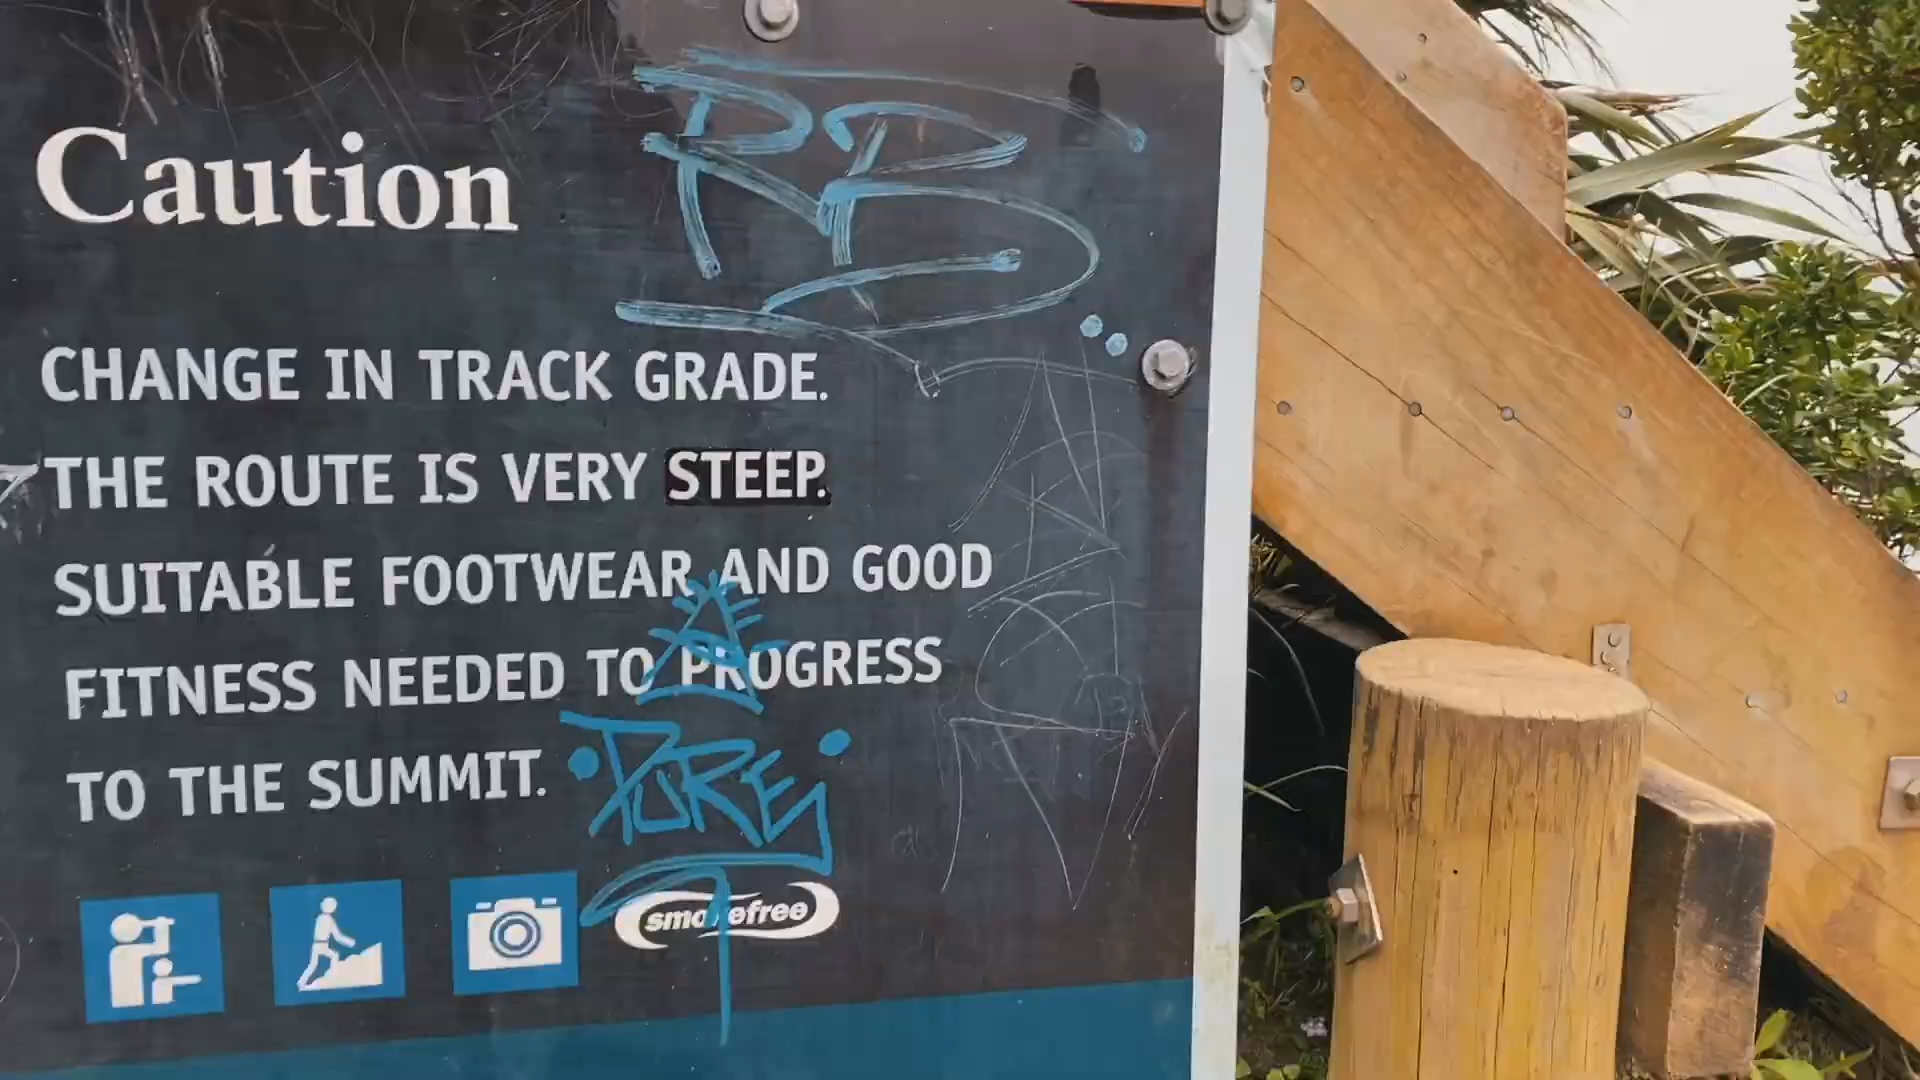 Caution
CHANGE IN TRACK GRADE.
THE ROUTE IS VERY STEEP.
SUITABLE FOOTWEAR AND GOOD
FITNESS NEEDED TO PROGRESS
TO THE SUMMIT.
PURE
smokefree